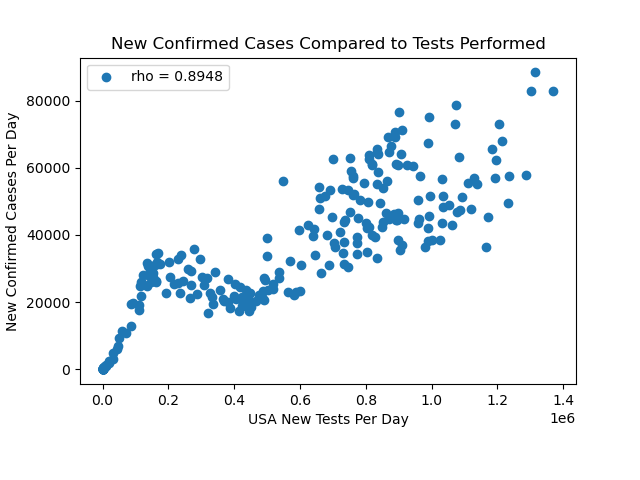 New Confirmed Cases Compared to Tests Performed
rho = 0.8948
New Confirmed Caeses Per Day
80000
60000
40000
20000
0
0.0 0.2 0.4 0.6 0.8 1.0 1.2 1.4
1e6
USA New Tests Per Day